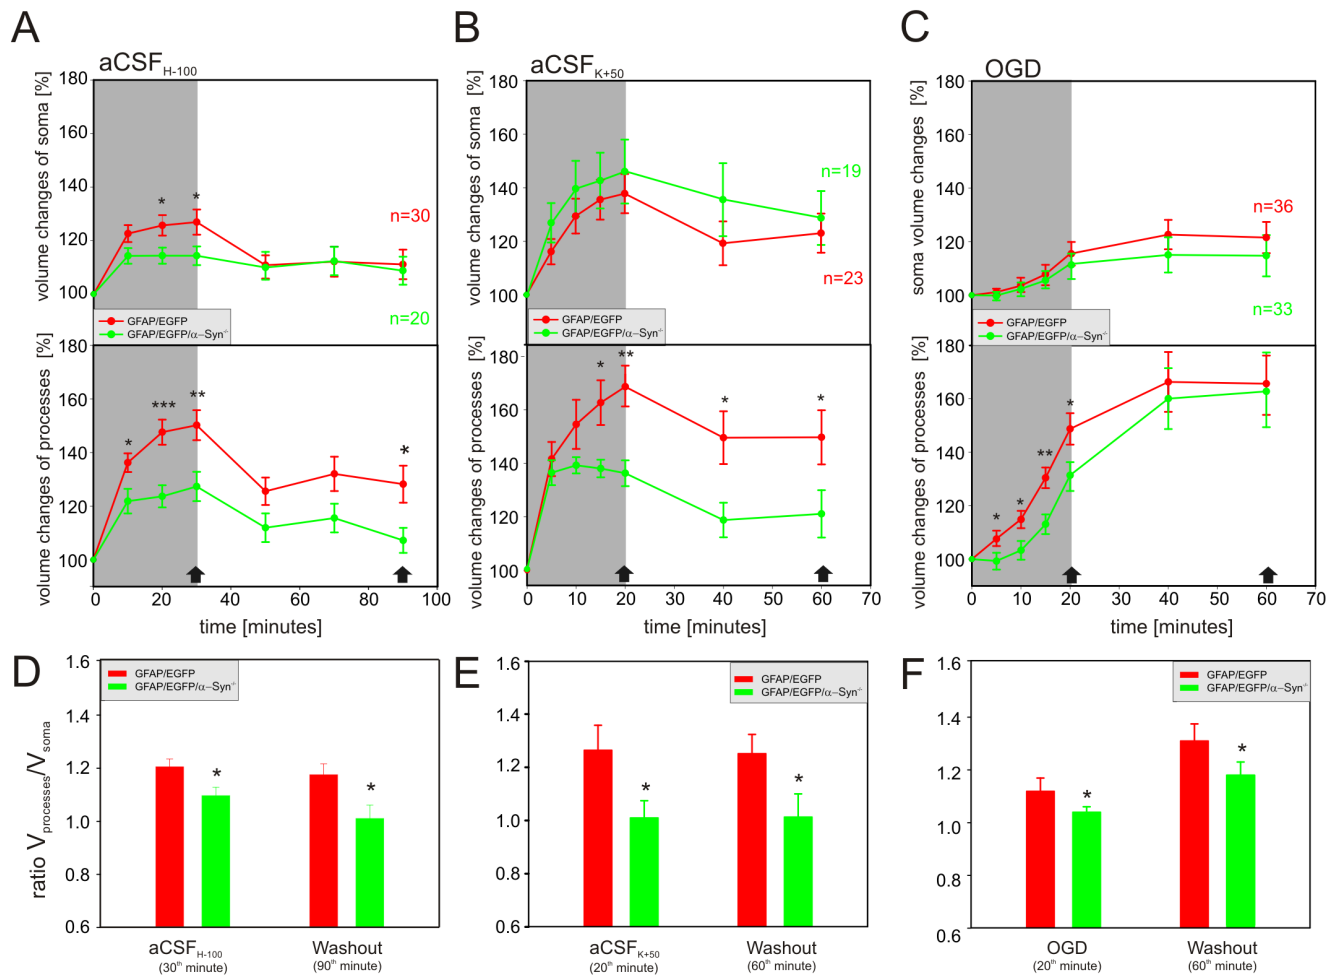 A
aCSF H-100
volume changes of soma [%]
180
160
140
120
100
* *
n=30
n=20
GFAP/EGFP
GFAP/EGFP/α–Syn-/-
volume changes of processes [%]
180
160
140
120
100
* *** ** *
0 20 40 60 80 100
time [minutes]
B
aCSF K+50
volume changes of soma [%]
180
160
140
120
100
n=19
n=23
GFAP/EGFP
GFAP/EGFP/α–Syn-/-
volume changes of processes [%]
180
160
140
120
100
* ** * *
0 10 20 30 40 50 60 70
time [minutes]
C
OGD
soma volume changes [%]
180
160
140
120
100
n=36
n=33
GFAP/EGFP
GFAP/EGFP/α–Syn-/-
volume changes of processes [%]
180
160
140
120
100
* * ** *
0 10 20 30 40 50 60 70
time [minutes]
D
ratio Vprocesses/Vsoma
1.6
1.4
1.2
1.0
0.8
0.6
GFAP/EGFP
GFAP/EGFP/α–Syn-/-
* *
aCSF H-100 Washout
(30th minute) (90th minute)
E
1.6
1.4
1.2
1.0
0.8
0.6
GFAP/EGFP
GFAP/EGFP/α–Syn-/-
* *
aCSF K+50 Washout
(20th minute) (60th minute)
F
1.6
1.4
1.2
1.0
0.8
0.6
GFAP/EGFP
GFAP/EGFP/α–Syn-/-
* *
OGD Washout
(20th minute) (60th minute)